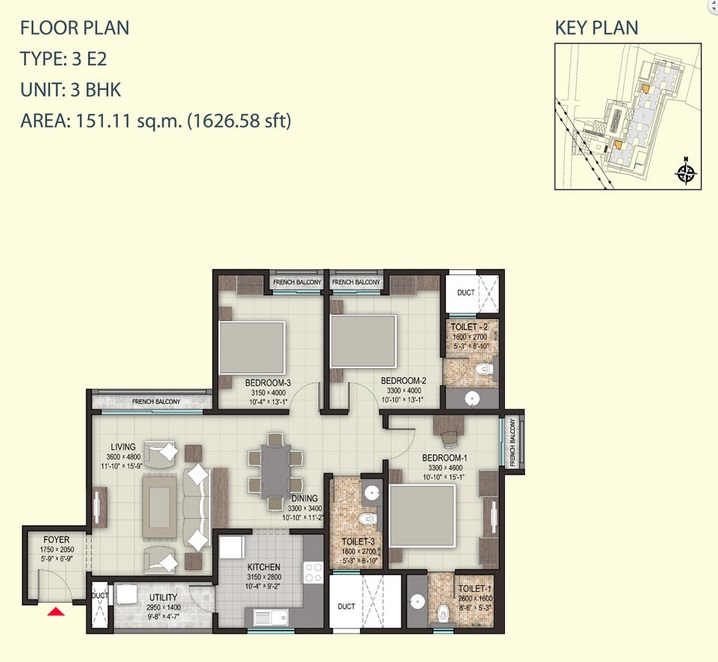 FLOOR PLAN
TYPE: 3 E2
UNIT: 3 BHK
AREA: 151.11 sq.m. (1626.58 sft)
KEY PLAN
N
FRENCH BALCONY
FRENCH BALCONY
DUCT
TOILET - 2
1600 x 2700
5'-3" x 8'-10"
BEDROOM-3
3150 x 4000
10'-4" x 13'-1"
BEDROOM-2
3300 x 4000
10'-10" x 13'-1"
FRENCH BALCONY
FRENCH BALCONY
LIVING
3600 x 4800
11'-10" x 15'-9"
BEDROOM-1
3300 x 4600
10'-10" x 15'-1"
DINING
3300 x 3400
10'-10" x 11'-2"
FOYER
1750 x 2050
5'-9" x 6'-9"
TOILET-3
1600 x 2700
5'-3" x 8'-10"
KITCHEN
3150 x 2800
10'-4" x 9'-2"
DUCT
UTILITY
2950 x 1400
9'-8" x 4'-7"
DUCT
TOILET-1
2600 x 1600
8'-6" x 5'-3"